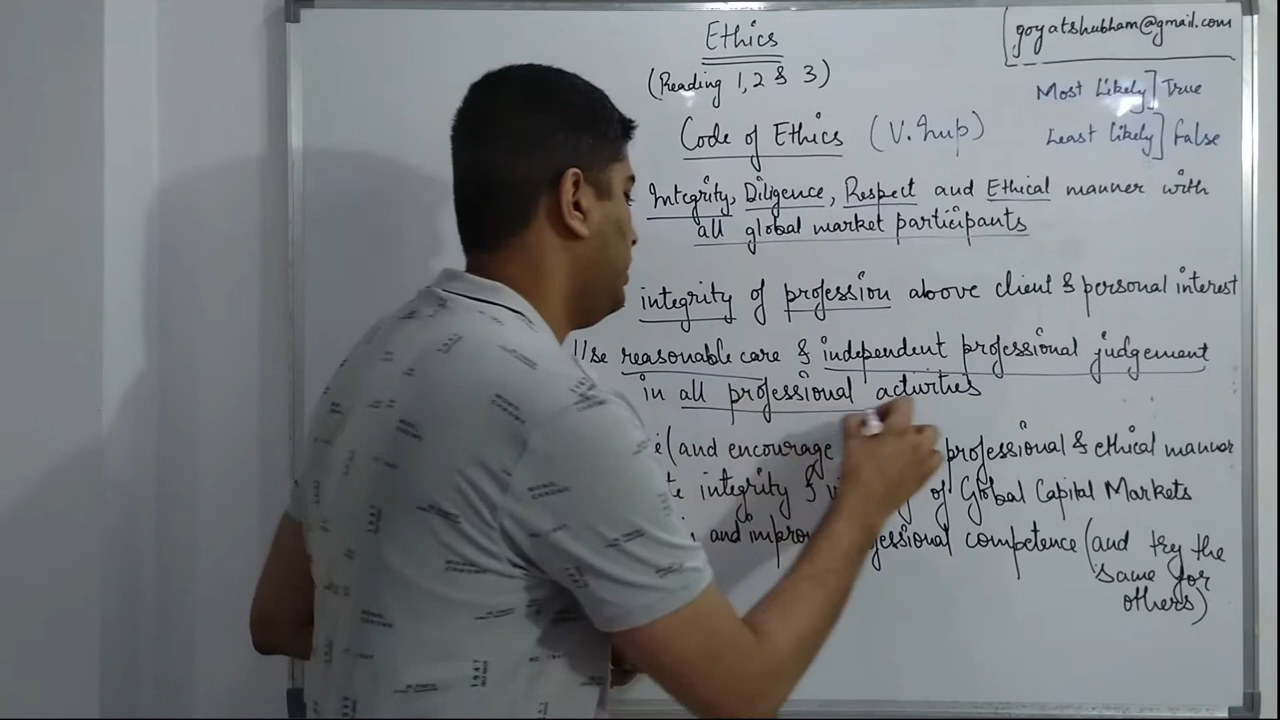 Ethics
goyatshubham@gmail.com
(Reading 1, 2 & 3)
Most Likely] True
Code of Ethics (V. Imp)
Least likely] False
Integrity, Diligence, Respect and Ethical manner with
all global market participants
integrity of profession above client & personal interest
Use reasonable care & independent professional judgement
in all professional activities
(and encourage professional & ethical mannar
integrity & of Global Capital Markets
and competence (and try the
same for
others)